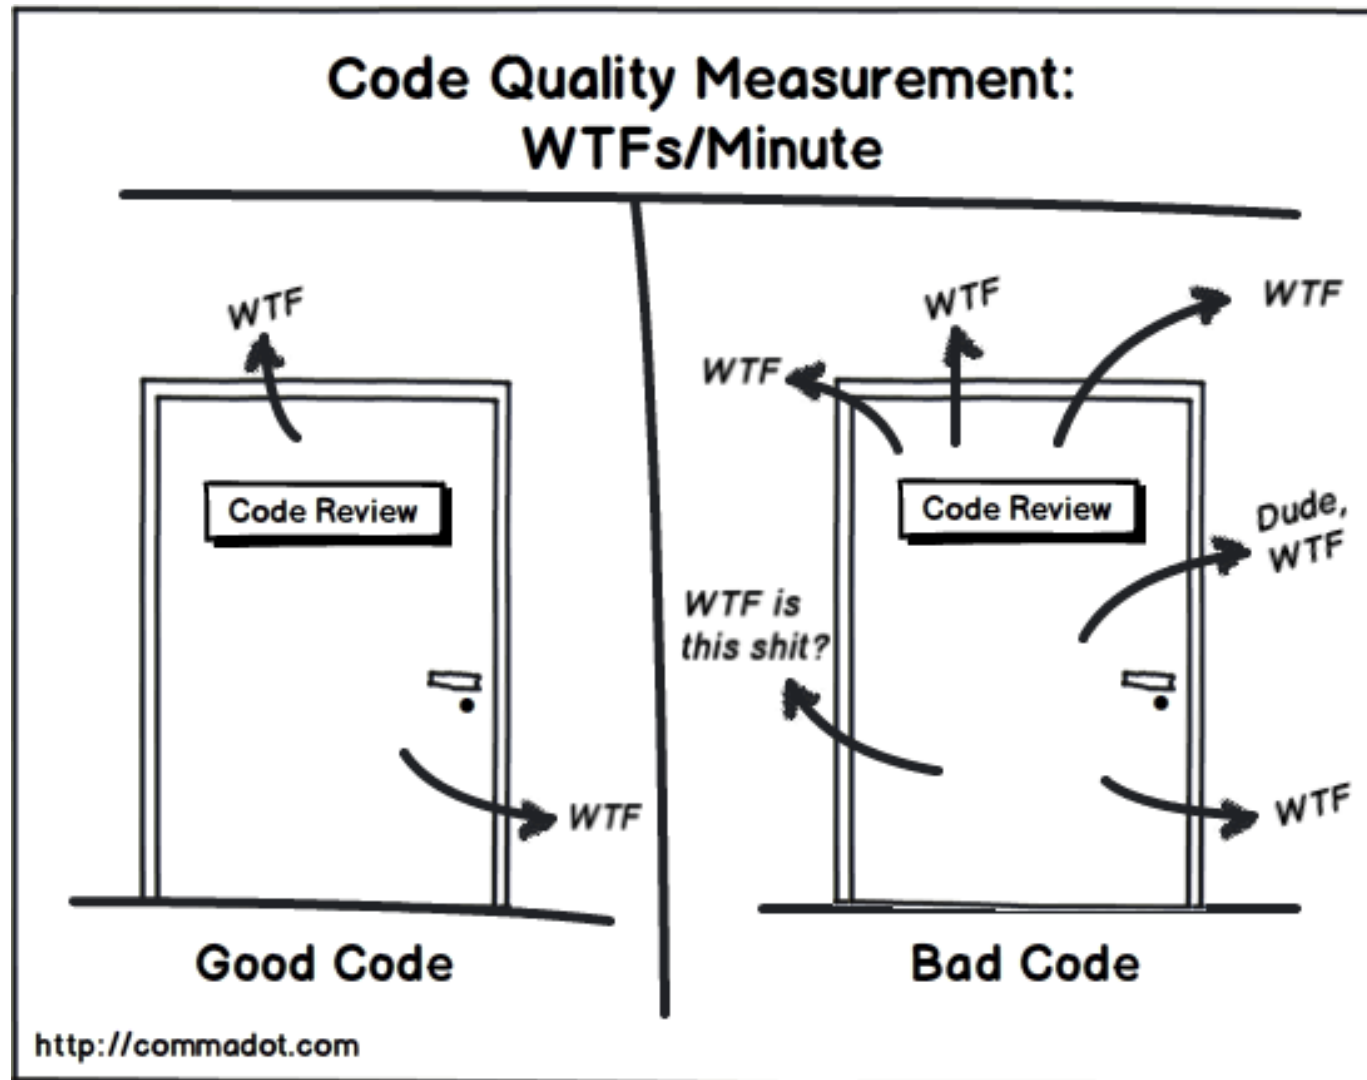 Code Quality Measurement:
WTFs/Minute
WTF
Code Review
WTF
Good Code
WTF
WTF
WTF
Code Review
Dude,
WTF
WTF is
this shit?
WTF
Bad Code
http://commadot.com